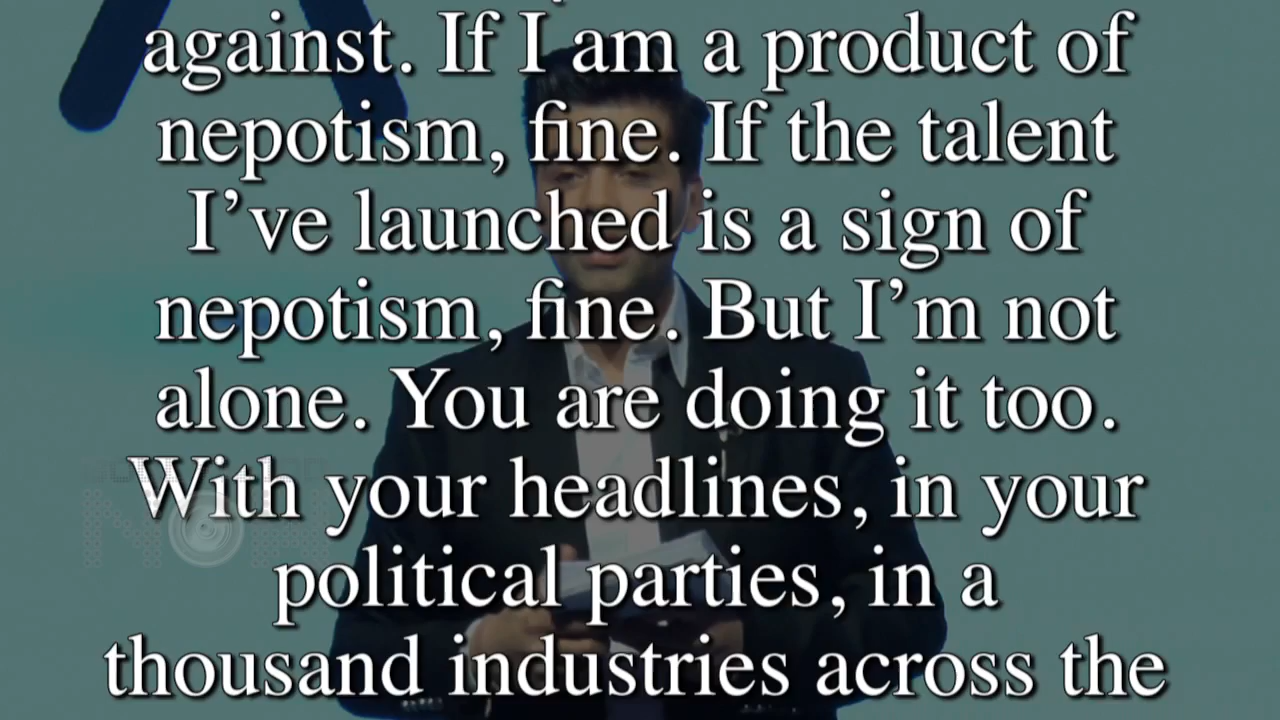 against. If I am a product of
nepotism, fine. If the talent
I’ve launched is a sign of
nepotism, fine. But I’m not
alone. You are doing it too.
With your headlines, in your
political parties, in a
thousand industries across the